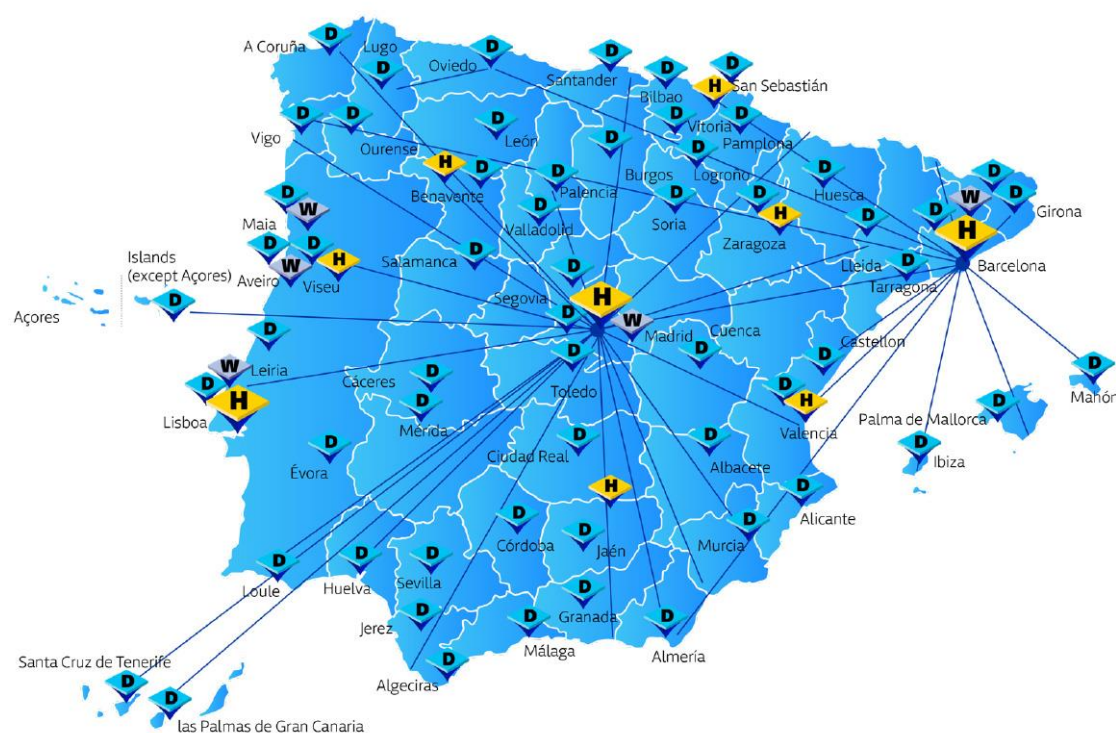 D
A Coruña
Lugo
D
D
Oviedo
D
Santander
D
Bilbao
D
H
San Sebastián
D
Vigo
D
Ourense
D
León
D
Vitoria
D
Pamplona
D
Burgos
D
Logroño
H
Benavente
D
D
Palencia
D
Valladolid
D
Soria
D
H
Zaragoza
D
Huesca
D
Lleida
D
W
D
D
Girona
H
Barcelona
D
Tarragona
D
Maia
W
D
Aveiro
D
W
H
Viseu
D
Salamanca
D
Segovia
D
H
W
Madrid
Islands
(except Açores)
D
Açores
D
Leiria
W
D
H
Lisboa
D
Cáceres
D
Mérida
D
Toledo
D
Cuenca
D
Castellon
D
H
Valencia
D
Palma de Mallorca
D
Mahón
D
Ibiza
D
Évora
D
Ciudad Real
D
Albacete
H
D
Alicante
D
Córdoba
D
Jaén
D
Murcia
D
Loule
D
Huelva
D
Sevilla
D
Jerez
D
Granada
D
Málaga
D
Almería
D
Algeciras
Santa Cruz de Tenerife
D
D
las Palmas de Gran Canaria